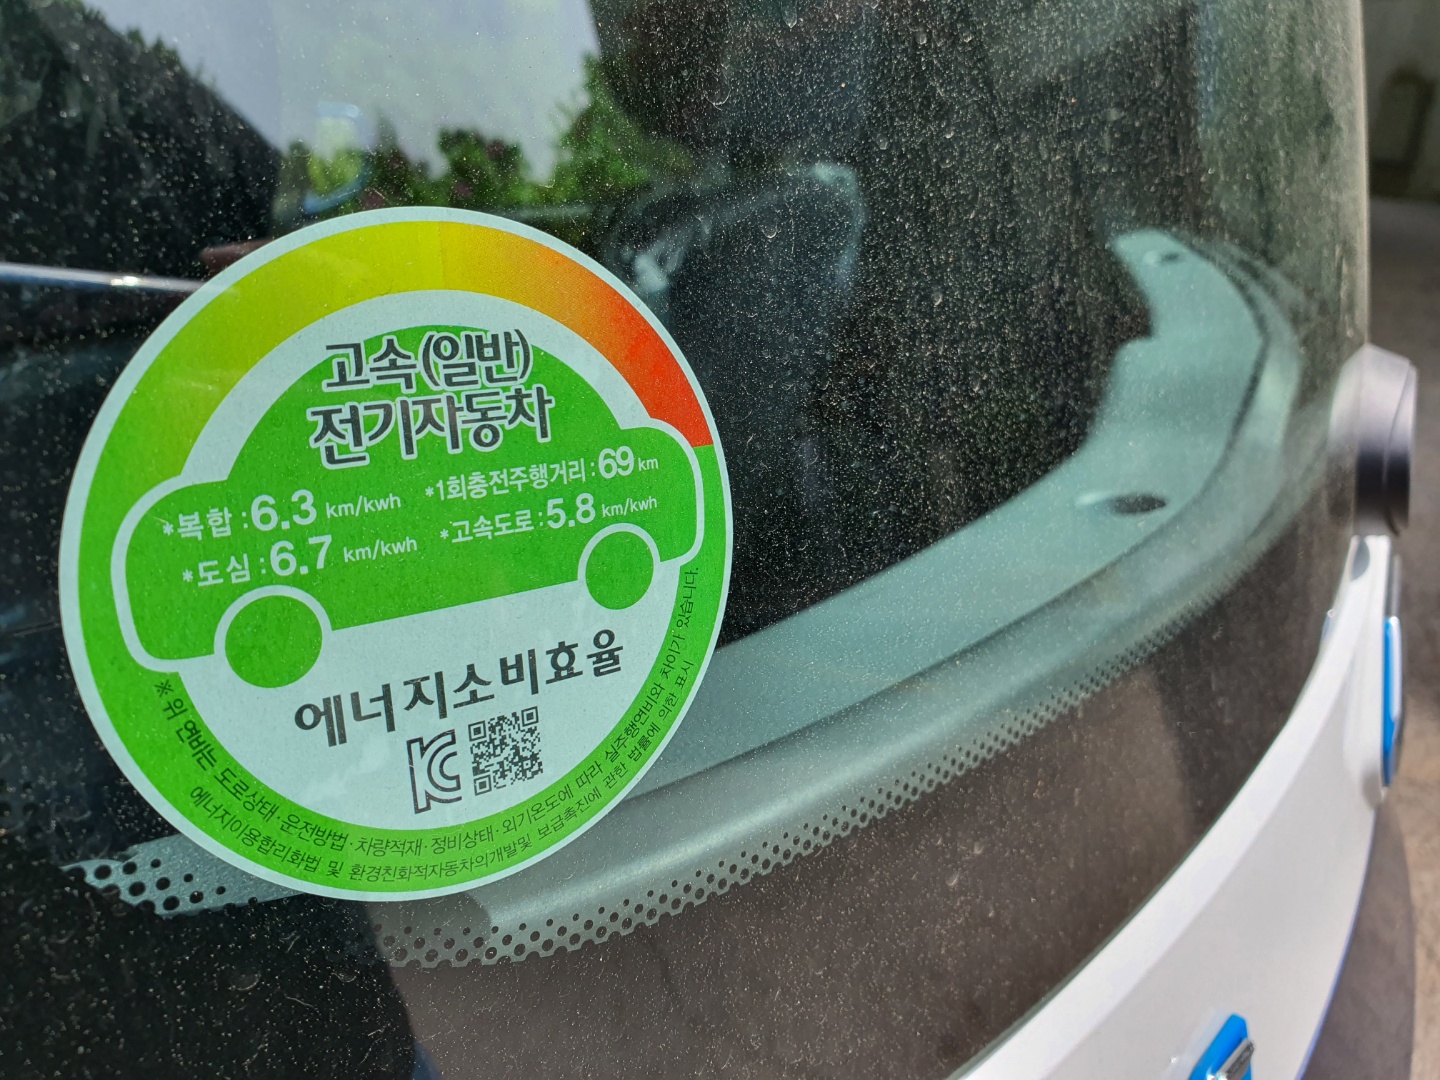 고속(일반)
전기자동차
*복합 : 6.3 km/kwh *1회충전주행거리 : 69 km
*도심 : 6.7 km/kwh *고속도로 : 5.8 km/kwh
에너지소비효율
※ 위 연비는 도로상태·운전방법·차량적재·정비상태·외기온도에 따라 실주행연비와 차이가 있습니다.
에너지이용합리화법 및 환경친화적자동차의개발및 보급촉진에 관한 법률에 의한 표시